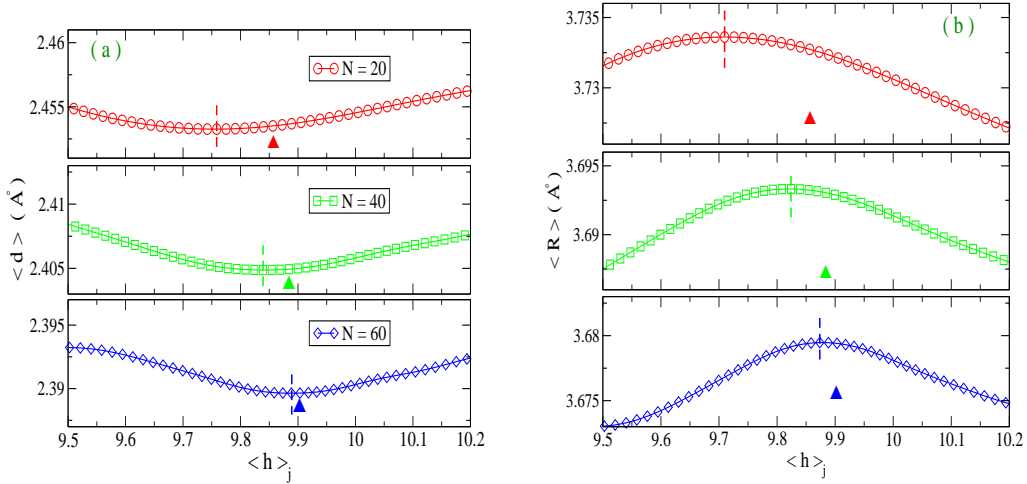 ( a )
2.46
2.455
N = 20
2.41
2.405
N = 40
2.395
2.39
N = 60
< d > ( A° )
9.5 9.6 9.7 9.8 9.9 10 10.1 10.2
< h >j
( b )
3.735
3.73
3.695
3.69
3.68
3.675
< R > ( A° )
9.5 9.6 9.7 9.8 9.9 10 10.1 10.2
< h >j